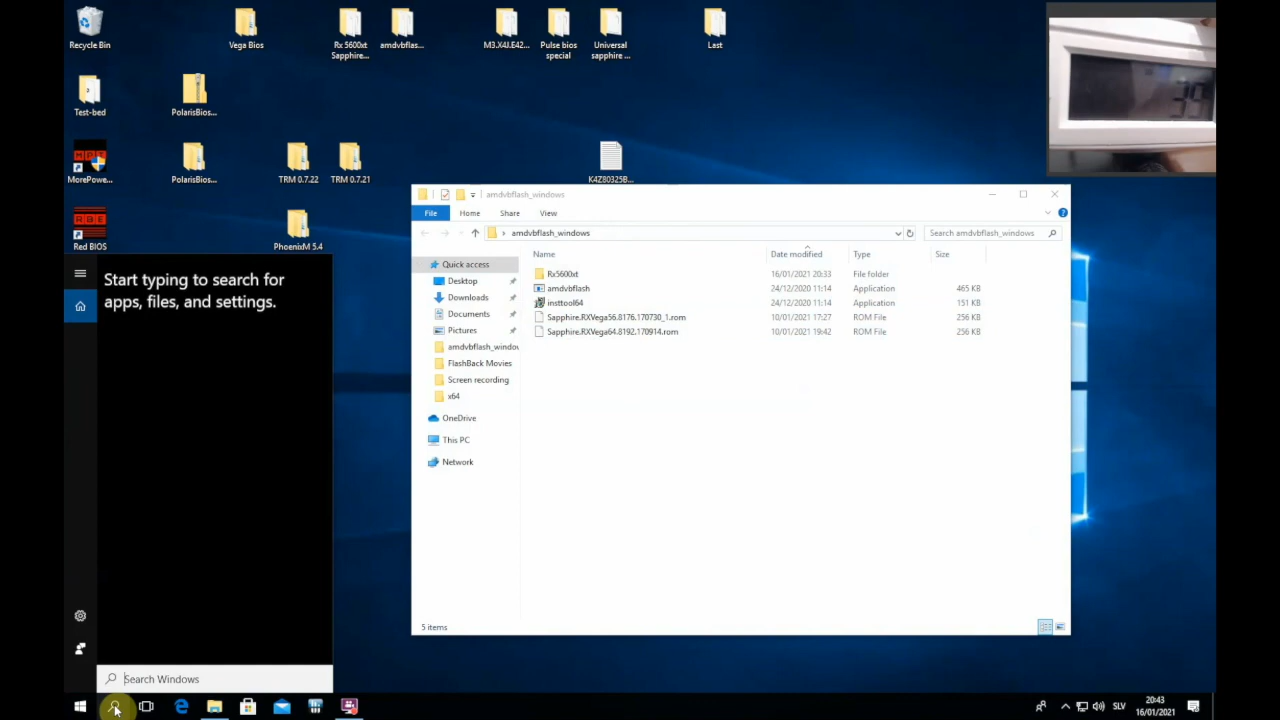 Recycle Bin
Vega Bios
Rx 5600xt
Sapphire...
amdvbflas...
M3.X4J.E42...
Pulse bios
special
Universal
sapphire ...
Last
Test-bed
PolarisBios...
MorePowe...
PolarisBios...
TRM 0.7.22
TRM 0.7.21
K4Z80325B...
Red BIOS
PhoenixM 5.4
amdvbflash_windows
File
Home
Share
View
amdvbflash_windows
Search amdvbflash_windows
Name
Date modified
Type
Size
Quick access
Desktop
Downloads
Documents
Pictures
amdvbflash_windov
FlashBack Movies
Screen recording
x64
OneDrive
This PC
Network
Rx5600xt 16/01/2021 20:33 File folder
amdvbflash 24/12/2020 11:14 Application 465 KB
insttool64 24/12/2020 11:14 Application 151 KB
Sapphire.RXVega56.8176.170730_1.rom 10/01/2021 17:27 ROM File 256 KB
Sapphire.RXVega64.8192.170914.rom 10/01/2021 19:42 ROM File 256 KB
5 items
Start typing to search for
apps, files, and settings.
Search Windows
SLV
20:43
16/01/2021